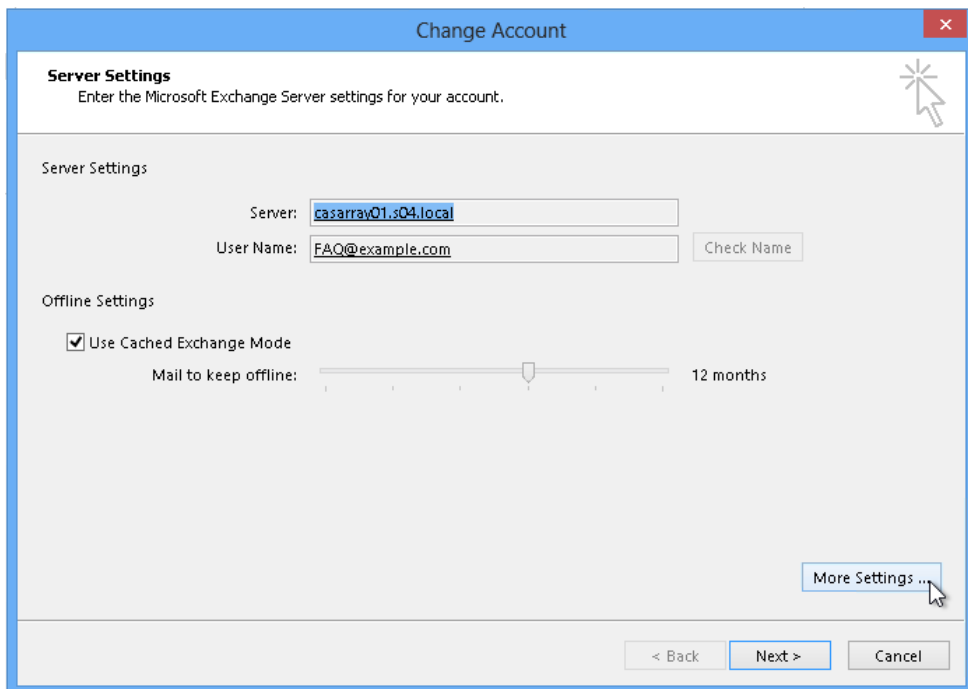 Change Account
Server Settings
Enter the Microsoft Exchange Server settings for your account.
Server Settings
Server: casarray01.s04.local
User Name: FAQ@example.com Check Name
Offline Settings
Use Cached Exchange Mode
Mail to keep offline: 12 months
More Settings ...
< Back Next > Cancel